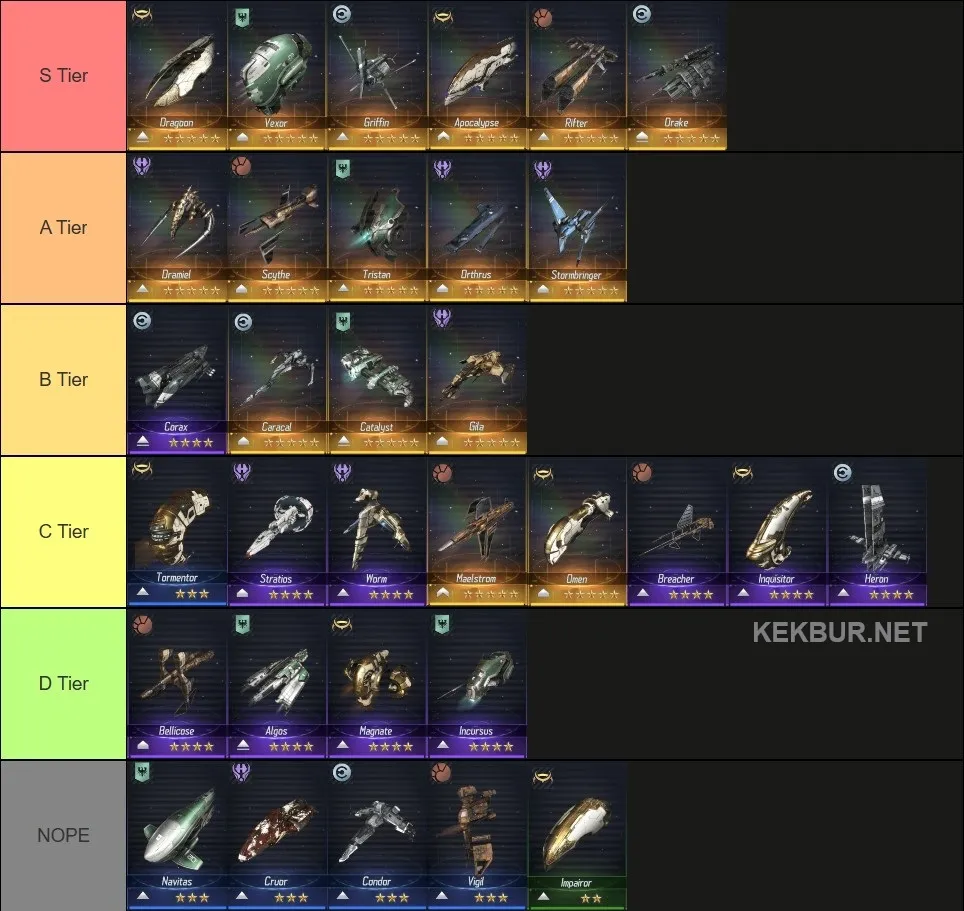 S Tier
Dragoon
Vexor
Griffin
Apocalypse
Rifter
Drake
A Tier
Dramiel
Scythe
Tristan
Orthrus
Stormbringer
B Tier
Corax
Caracal
Catalyst
Gila
C Tier
Tormentor
Stratios
Worm
Maelstrom
Omen
Breacher
Inquisitor
Heron
D Tier
Bellicose
Algos
Magnate
Incursus
KEKBUR.NET
NOPE
Navitas
Cruor
Condor
Vigil
Impairor